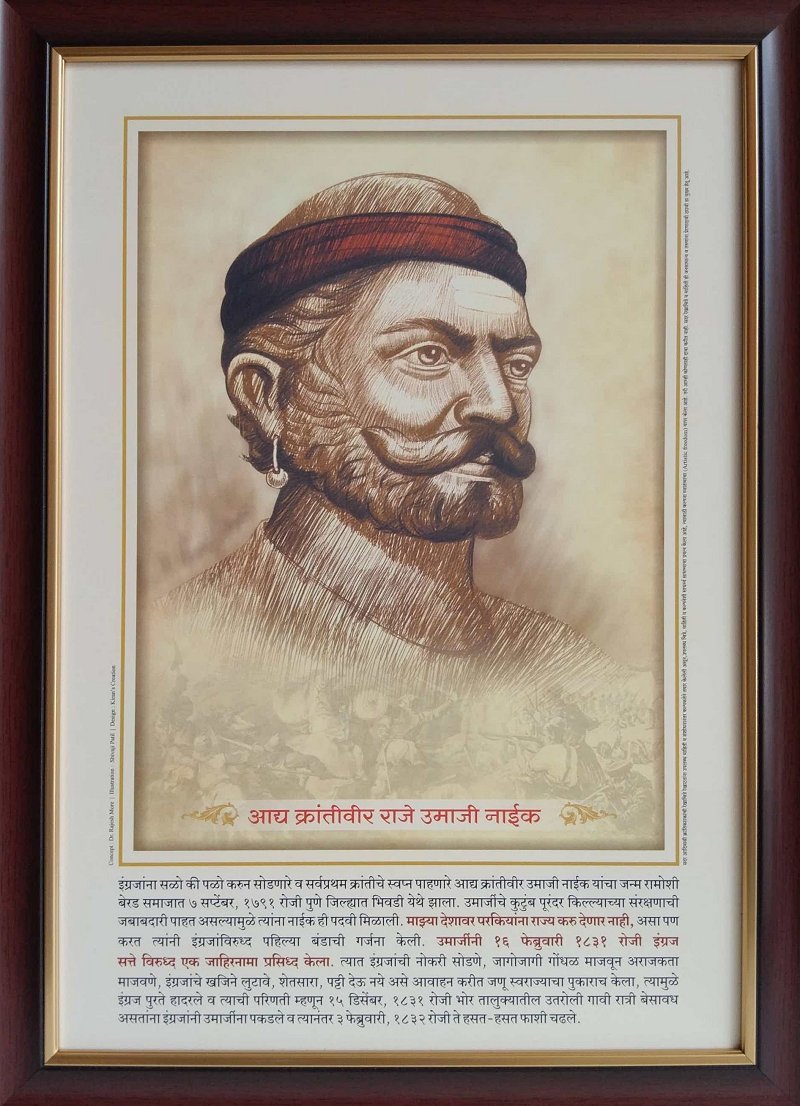 आद्य क्रांतीवीर राजे उमाजी नाईक
इंग्रजांना सळो की पळो करुन सोडणारे व सर्वप्रथम क्रांतीचे स्वप्न पाहणारे आद्य क्रांतीवीर उमाजी नाईक यांचा जन्म रामोशी
बेरड समाजात ७ सप्टेंबर, १७९१ रोजी पुणे जिल्ह्यात भिवडी येथे झाला. उमाजींचे कुटुंब पूरंदर किल्ल्याच्या संरक्षणाची
जबाबदारी पाहत असल्यामुळे त्यांना नाईक ही पदवी मिळाली. माझ्या देशावर परकियांना राज्य करु देणार नाही, असा पण
करत त्यांनी इंग्रजांविरुध्द पहिल्या बंडाची गर्जना केली. उमाजींनी १६ फेब्रुवारी १८३१ रोजी इंग्रज
सत्ते विरुध्द एक जाहिरनामा प्रसिध्द केला. त्यात इंग्रजांची नोकरी सोडणे, जागोजागी गोंधळ माजवून अराजकता
माजवणे, इंग्रजांचे खजिने लुटावे, शेतसारा, पट्टी देऊ नये असे आवाहन करीत जणू स्वराज्याचा पुकाराच केला, त्यामुळे
इंग्रज पुरते हादरले व त्याची परिणती म्हणून १५ डिसेंबर, १८३१ रोजी भोर तालुक्यातील उतरोली गावी रात्री बेसावध
असताना इंग्रजांनी उमाजींना पकडले व त्यानंतर ३ फेब्रुवारी, १८३२ रोजी ते हसत-हसत फाशी चढले.
Concept : Dr. Rajesh More | Illustration : Shivaji Patil | Design :